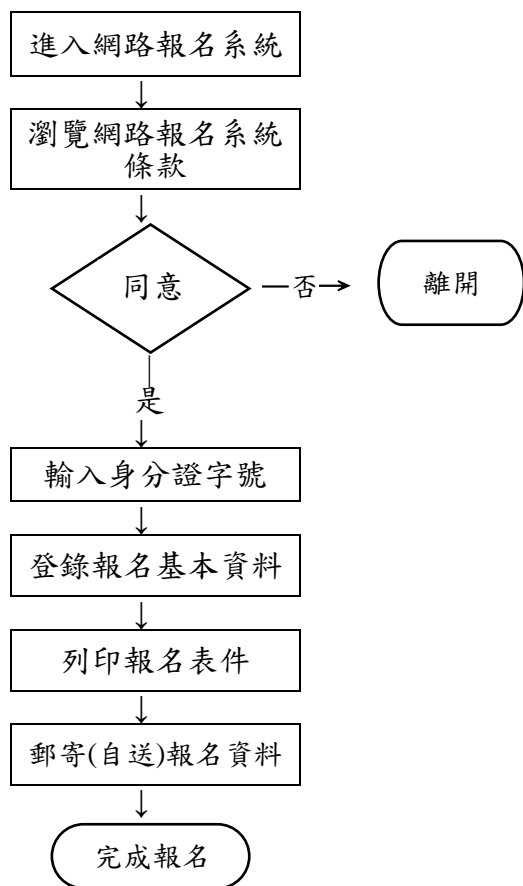 進入網路報名系統
瀏覽網路報名系統
條款
同意
否
離開
是
輸入身分證字號
登錄報名基本資料
列印報名表件
郵寄(自送)報名資料
完成報名